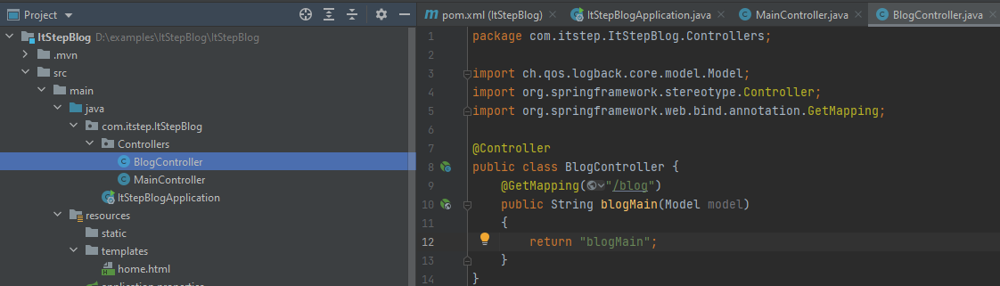 Project
ItStepBlog D:\examples\ItStepBlog\ItStepBlog
.mvn
src
main
java
com.itstep.ItStepBlog
Controllers
BlogController
MainController
ItStepBlogApplication
resources
static
templates
home.html
application.properties
pom.xml (ItStepBlog)
ItStepBlogApplication.java
MainController.java
BlogController.java
1 package com.itstep.ItStepBlog.Controllers;
2
3 import ch.qos.logback.core.model.Model;
4 import org.springframework.stereotype.Controller;
5 import org.springframework.web.bind.annotation.GetMapping;
6
7 @Controller
8 public class BlogController {
9 @GetMapping("/blog")
10 public String blogMain(Model model)
11 {
12 return "blogMain";
13 }
14 }